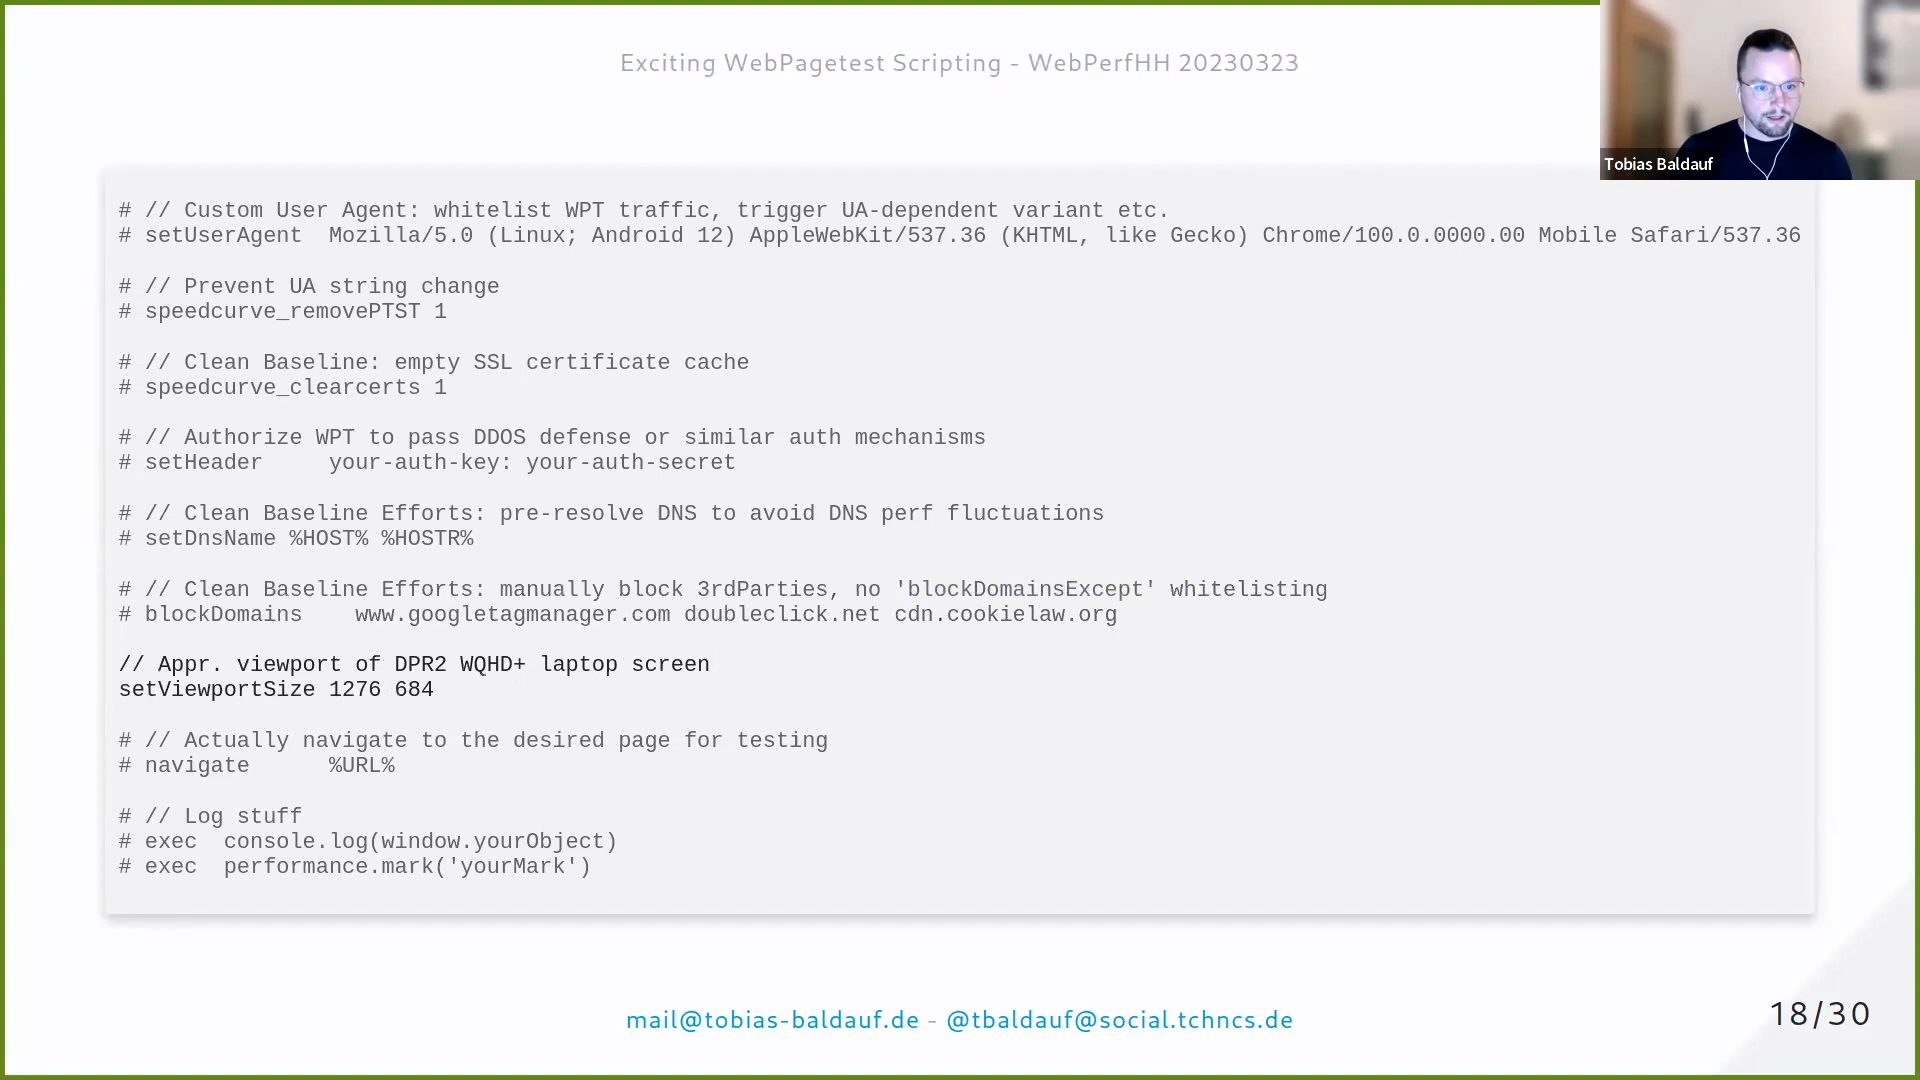 Exciting WebPagetest Scripting - WebPerfHH 20230323
Tobias Baldauf
# // Custom User Agent: whitelist WPT traffic, trigger UA-dependent variant etc.
# setUserAgent  Mozilla/5.0 (Linux; Android 12) AppleWebKit/537.36 (KHTML, like Gecko) Chrome/100.0.0000.00 Mobile Safari/537.36
# // Prevent UA string change
# speedcurve_removePTST 1
# // Clean Baseline: empty SSL certificate cache
# speedcurve_clearcerts 1
# // Authorize WPT to pass DDOS defense or similar auth mechanisms
# setHeader     your-auth-key: your-auth-secret
# // Clean Baseline Efforts: pre-resolve DNS to avoid DNS perf fluctuations
# setDnsName %HOST% %HOSTR%
# // Clean Baseline Efforts: manually block 3rdParties, no 'blockDomainsExcept' whitelisting
# blockDomains    www.googletagmanager.com doubleclick.net cdn.cookielaw.org
// Appr. viewport of DPR2 WQHD+ laptop screen
setViewportSize 1276 684
# // Actually navigate to the desired page for testing
# navigate      %URL%
# // Log stuff
# exec  console.log(window.yourObject)
# exec  performance.mark('yourMark')
mail@tobias-baldauf.de - @tbaldauf@social.tchncs.de
18/30